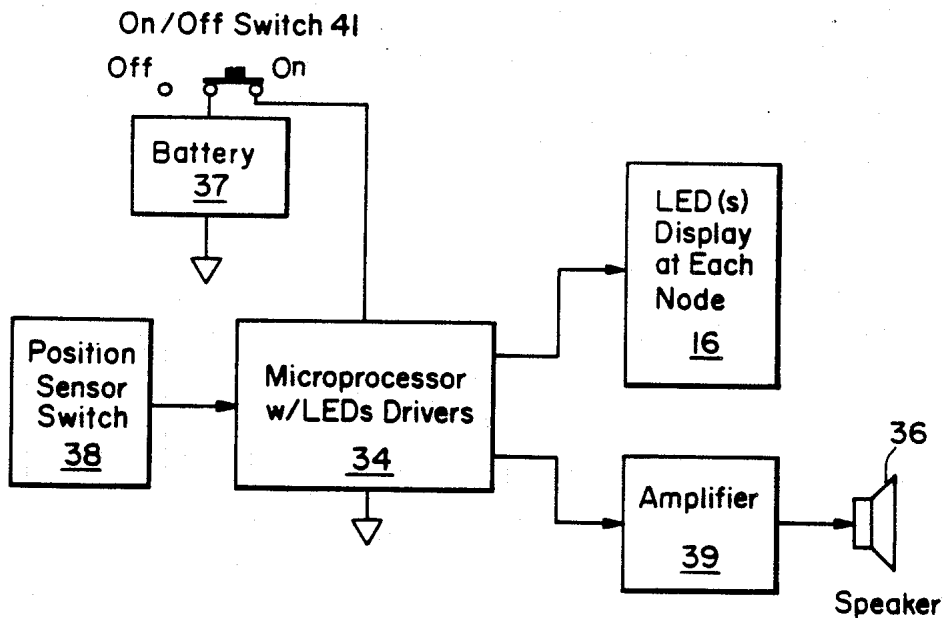 On/Off Switch 41
Off
On
Battery
37
LED(s)
Display
at Each
Node
16
Position
Sensor
Switch
38
Microprocessor
w/LEDs Drivers
34
36
Amplifier
39
Speaker